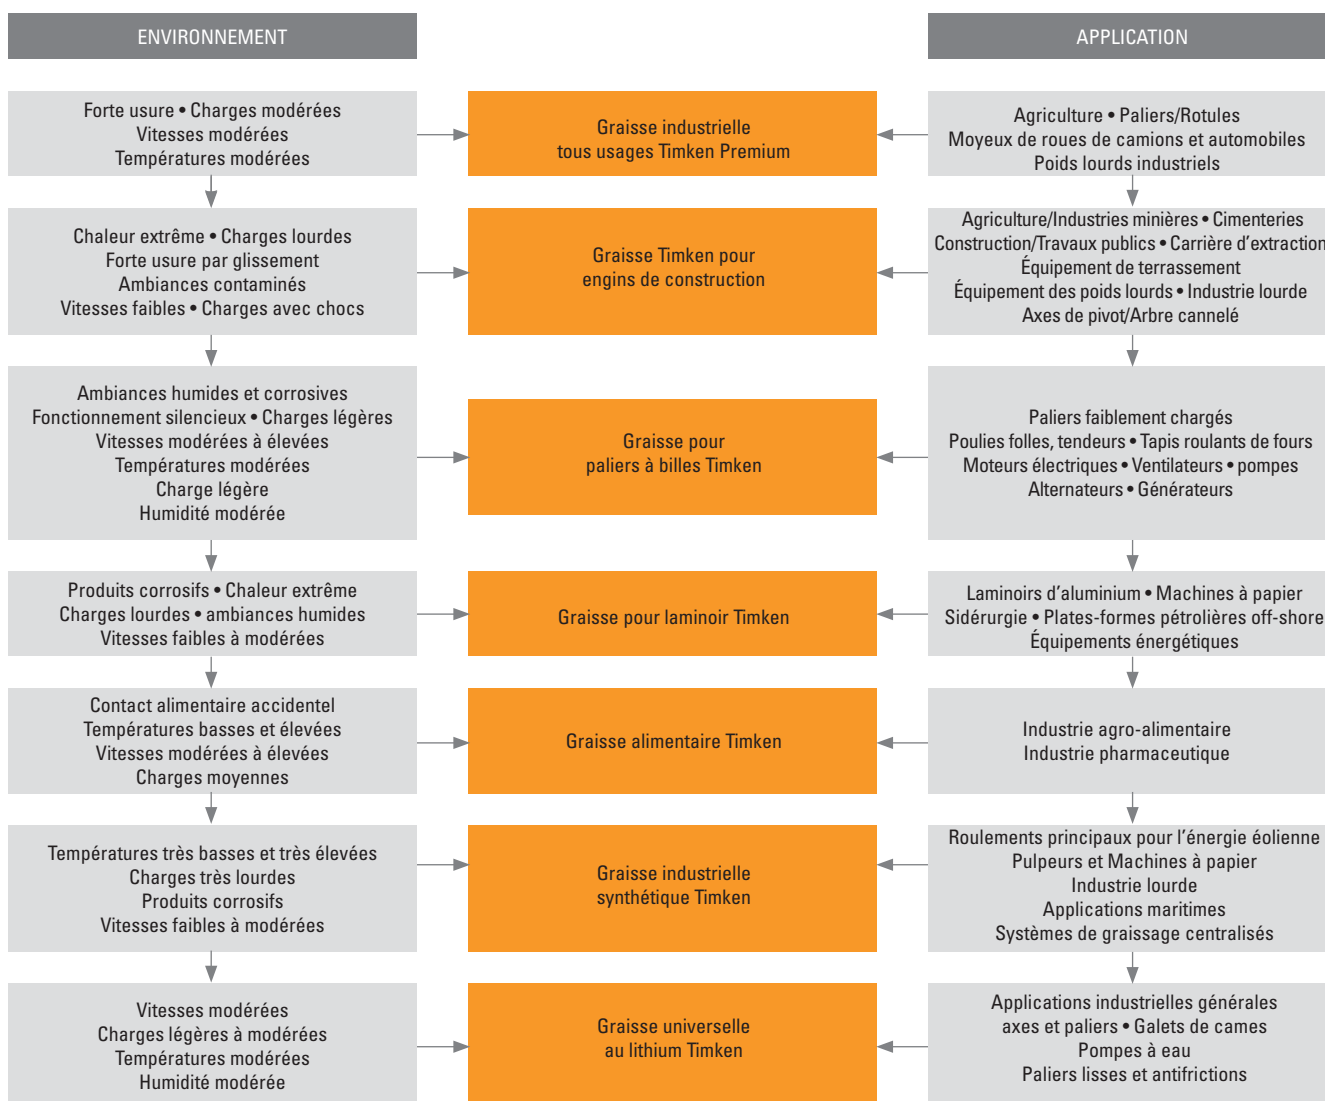 ENVIRONNEMENT
APPLICATION
Forte usure • Charges modérées
Vitesses modérées
Températures modérées
Graisse industrielle
tous usages Timken Premium
Agriculture • Paliers/Rotules
Moyeux de roues de camions et automobiles
Poids lourds industriels
Chaleur extrême • Charges lourdes
Forte usure par glissement
Ambiances contaminés
Vitesses faibles • Charges avec chocs
Graisse Timken pour
engins de construction
Agriculture/Industries minières • Cimenteries
Construction/Travaux publics • Carrière d'extraction
Équipement de terrassement
Équipement des poids lourds • Industrie lourde
Axes de pivot/Arbre cannelé
Ambiances humides et corrosives
Fonctionnement silencieux • Charges légères
Vitesses modérées à élevées
Températures modérées
Charge légère
Humidité modérée
Graisse pour
paliers à billes Timken
Paliers faiblement chargés
Poulies folles, tendeurs • Tapis roulants de fours
Moteurs électriques • Ventilateurs • pompes
Alternateurs • Générateurs
Produits corrosifs • Chaleur extrême
Charges lourdes • ambiances humides
Vitesses faibles à modérées
Graisse pour laminoir Timken
Laminoirs d'aluminium • Machines à papier
Sidérurgie • Plates-formes pétrolières off-shore
Équipements énergétiques
Contact alimentaire accidentel
Températures basses et élevées
Vitesses modérées à élevées
Charges moyennes
Graisse alimentaire Timken
Industrie agro-alimentaire
Industrie pharmaceutique
Températures très basses et très élevées
Charges très lourdes
Produits corrosifs
Vitesses faibles à modérées
Graisse industrielle
synthétique Timken
Roulements principaux pour l'énergie éolienne
Pulpeurs et Machines à papier
Industrie lourde
Applications maritimes
Systèmes de graissage centralisés
Vitesses modérées
Charges légères à modérées
Températures modérées
Humidité modérée
Graisse universelle
au lithium Timken
Applications industrielles générales
axes et paliers • Galets de cames
Pompes à eau
Paliers lisses et antifrictions